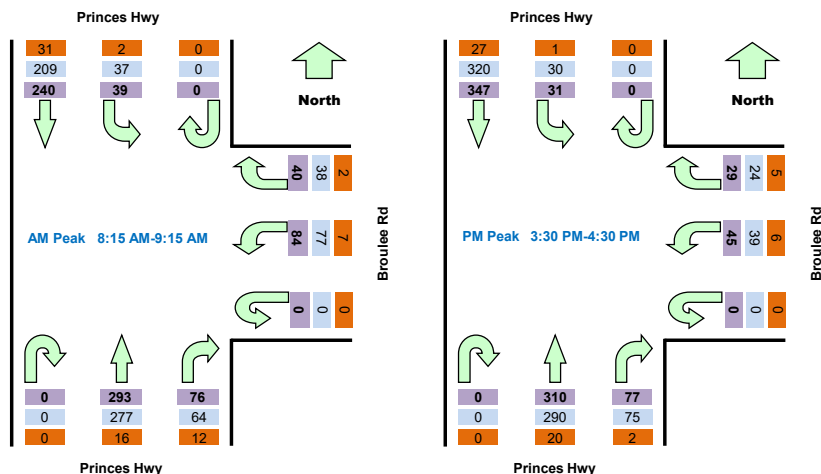 Princes Hwy
31 2 0
209 37 0
240 39 0
North
40 38 2
84 77 7
0 0 0
AM Peak 8:15 AM-9:15 AM
Broulee Rd
0 293 76
0 277 64
0 16 12
Princes Hwy
Princes Hwy
27 1 0
320 30 0
347 31 0
North
29 24 5
45 39 6
0 0 0
PM Peak 3:30 PM-4:30 PM
Broulee Rd
0 310 77
0 290 75
0 20 2
Princes Hwy